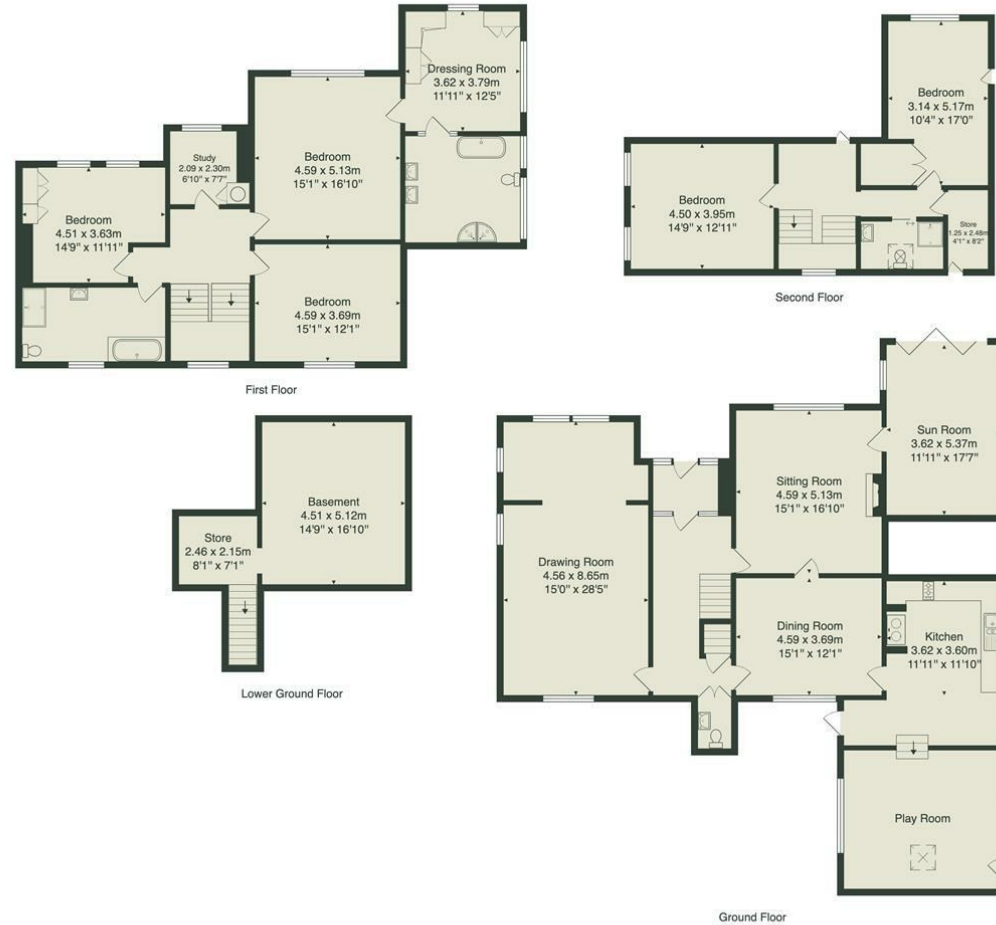 Dressing Room
3.62 x 3.79m
11'11" x 12'5"
Study
2.09 x 2.30m
6'10" x 7'7"
Bedroom
4.59 x 5.13m
15'1" x 16'10"
Bedroom
4.51 x 3.63m
14'9" x 11'11"
Bedroom
4.59 x 3.69m
15'1" x 12'1"
First Floor
Bedroom
3.14 x 5.17m
10'4" x 17'0"
Bedroom
4.50 x 3.95m
14'9" x 12'11"
Store
1.25 x 2.48m
4'1" x 8'2"
Second Floor
Basement
4.51 x 5.12m
14'9" x 16'10"
Store
2.46 x 2.15m
8'1" x 7'1"
Lower Ground Floor
Sun Room
3.62 x 5.37m
11'11" x 17'7"
Sitting Room
4.59 x 5.13m
15'1" x 16'10"
Drawing Room
4.56 x 8.65m
15'0" x 28'5"
Dining Room
4.59 x 3.69m
15'1" x 12'1"
Kitchen
3.62 x 3.60m
11'11" x 11'10"
Play Room
Ground Floor